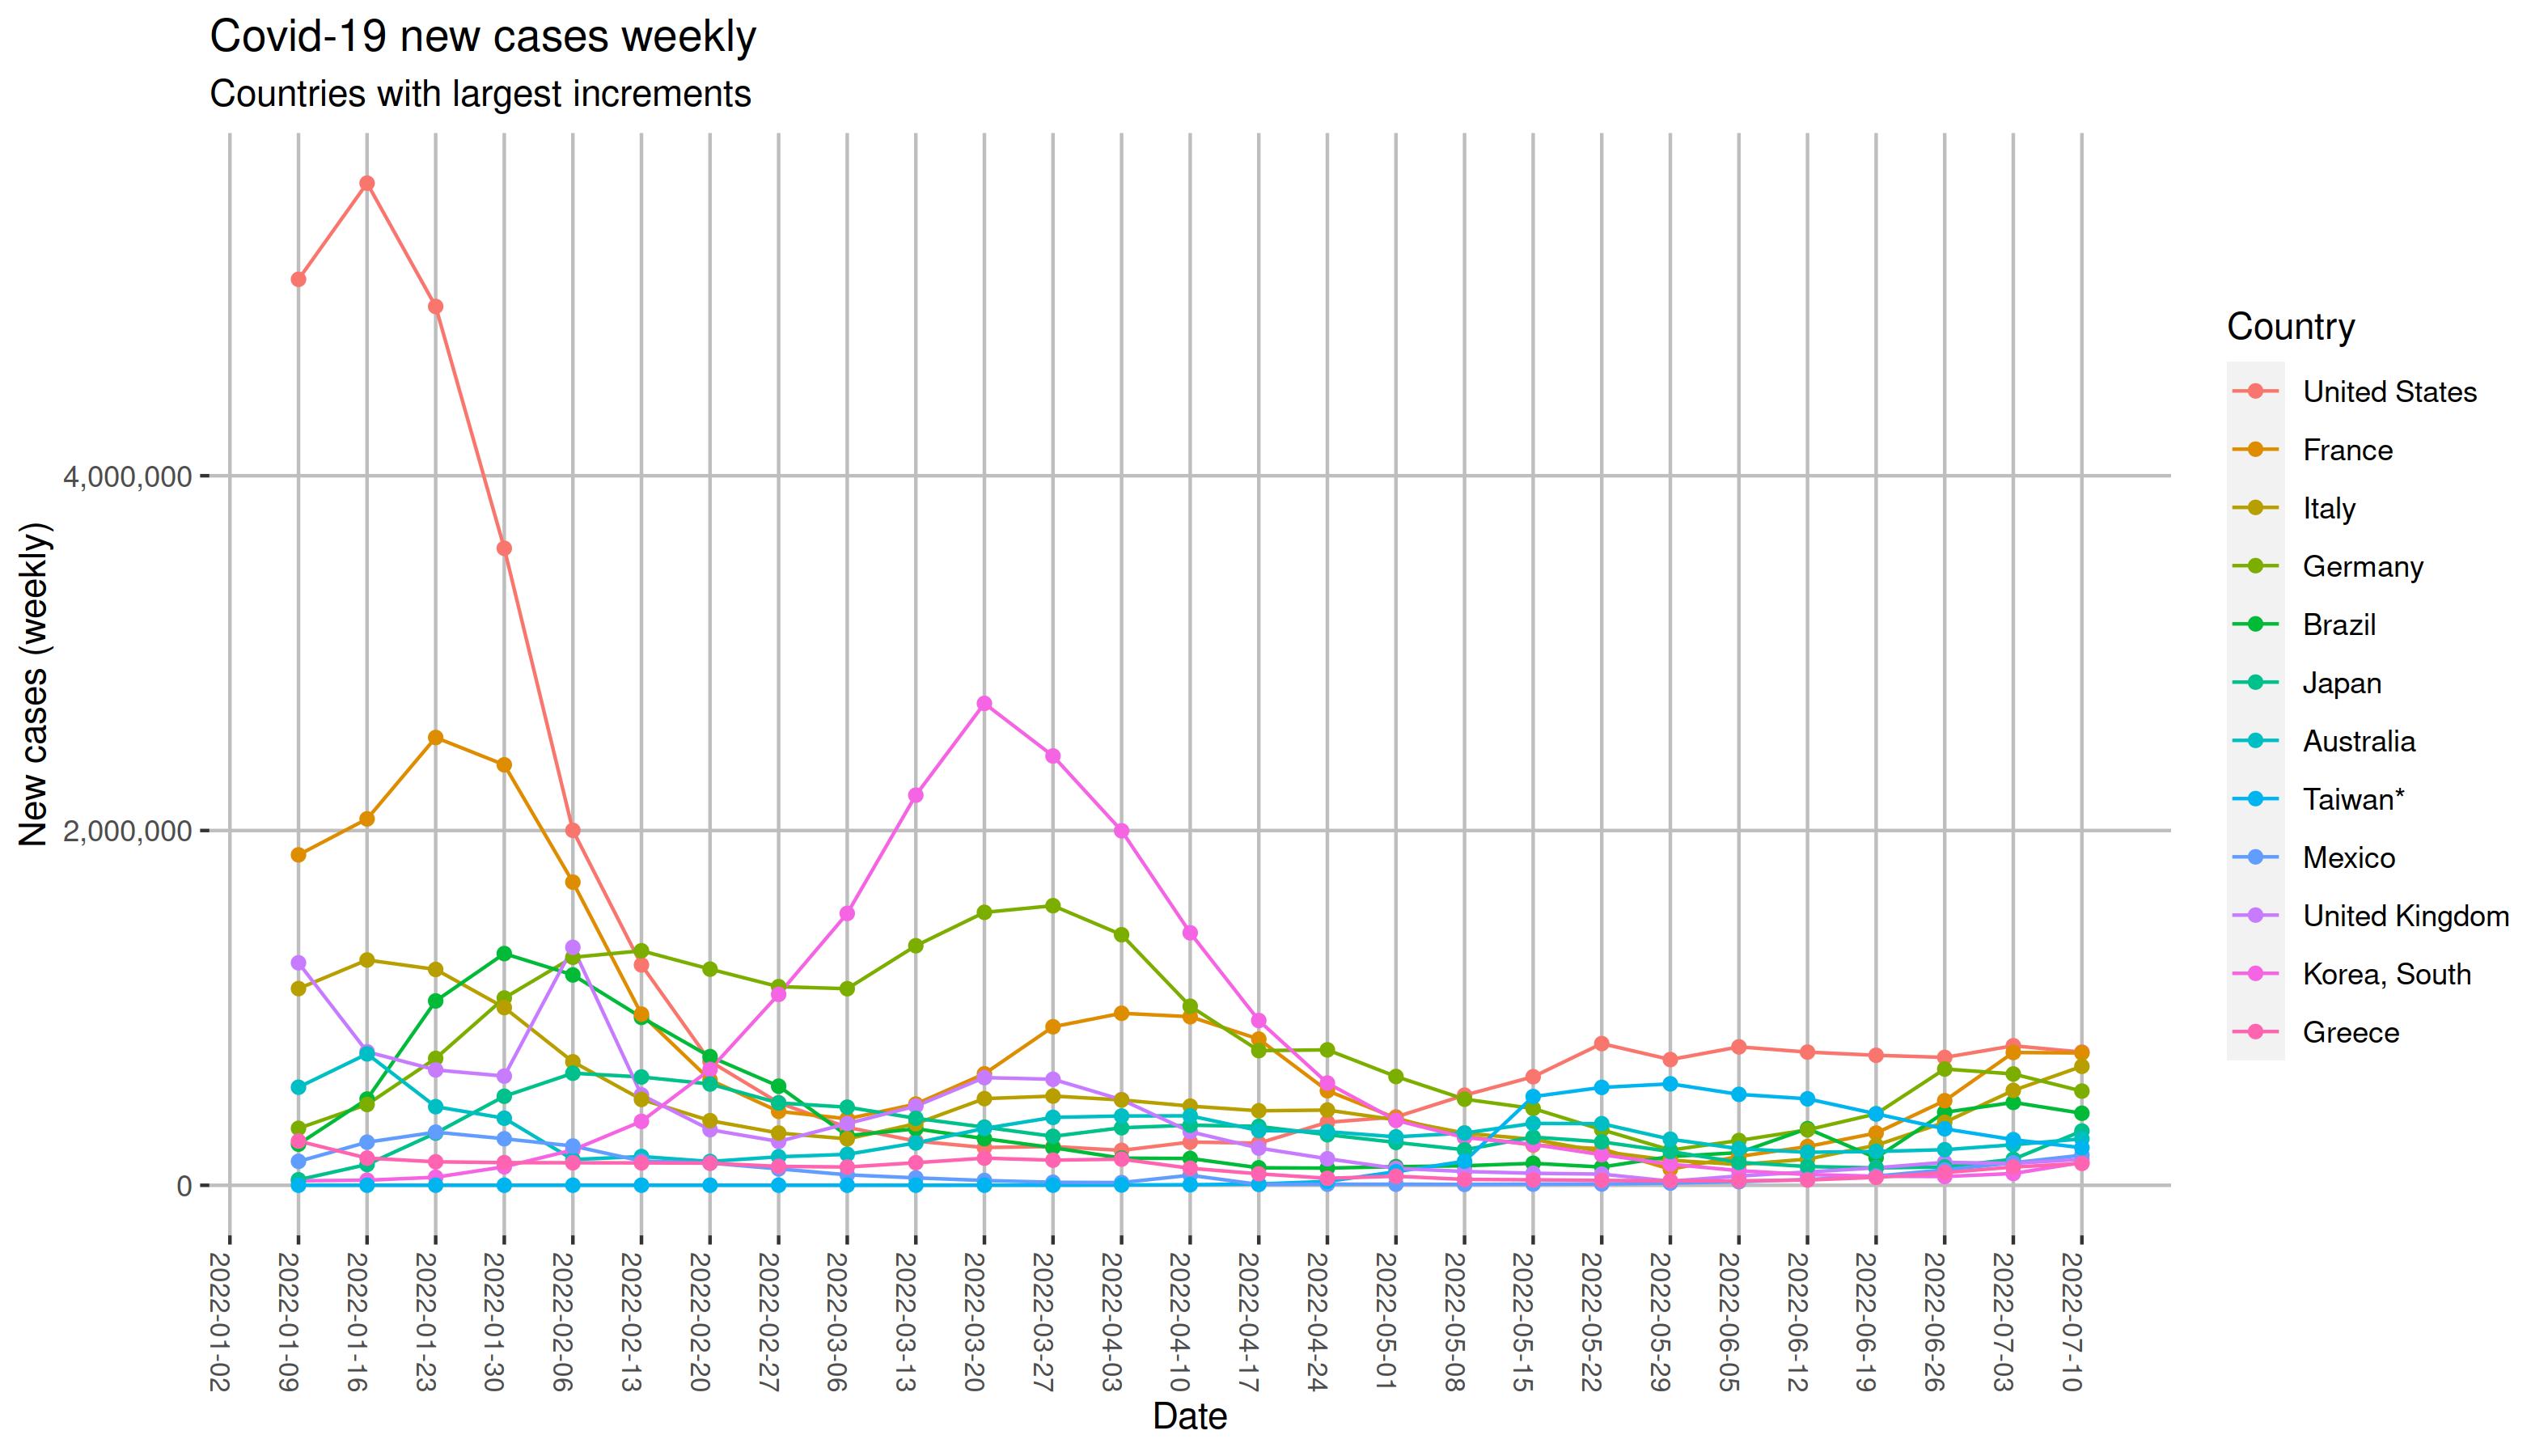 Covid-19 new cases weekly
Countries with largest increments
New cases (weekly)
4,000,000
2,000,000
0
2022-01-02
2022-01-09
2022-01-16
2022-01-23
2022-01-30
2022-02-06
2022-02-13
2022-02-20
2022-02-27
2022-03-06
2022-03-13
2022-03-20
2022-03-27
2022-04-03
2022-04-10
2022-04-17
2022-04-24
2022-05-01
2022-05-08
2022-05-15
2022-05-22
2022-05-29
2022-06-05
2022-06-12
2022-06-19
2022-06-26
2022-07-03
2022-07-10
Date
Country
United States
France
Italy
Germany
Brazil
Japan
Australia
Taiwan*
Mexico
United Kingdom
Korea, South
Greece